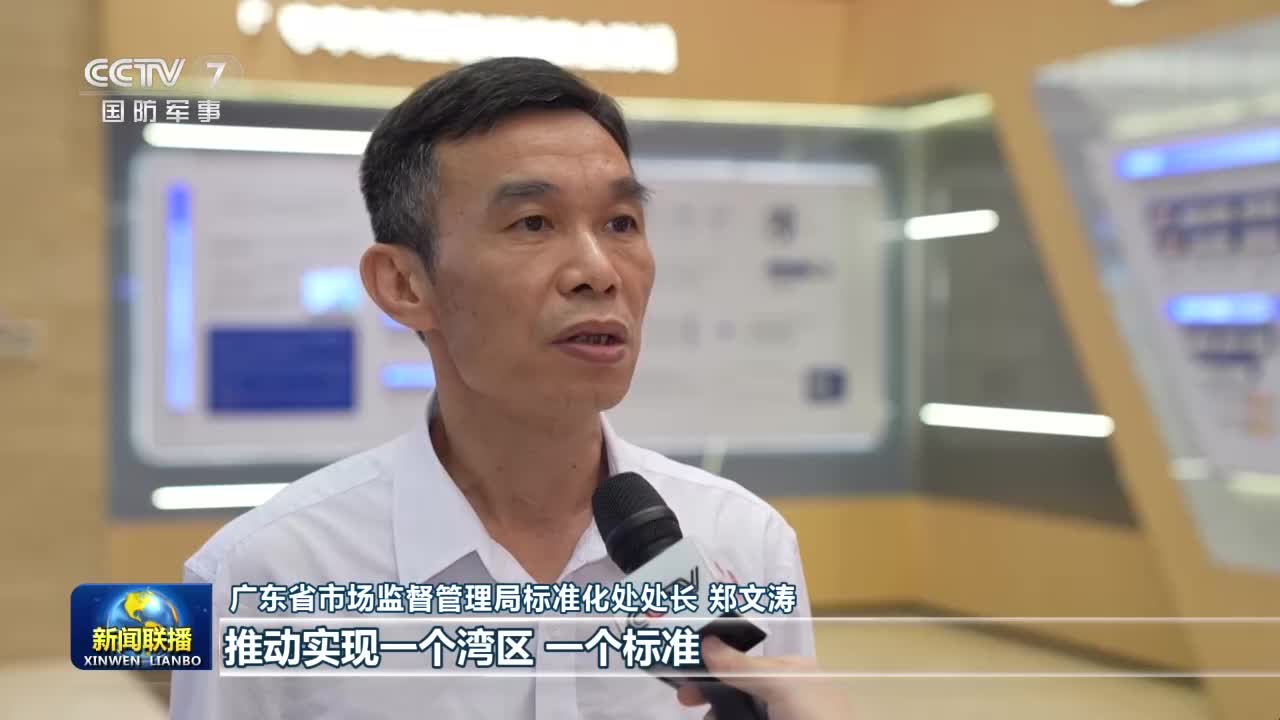 CCTV 7
国防军事
广东省市场监督管理局标准化处处长 郑文涛
新闻联播
XINWEN LIANBO
推动实现一个湾区 一个标准